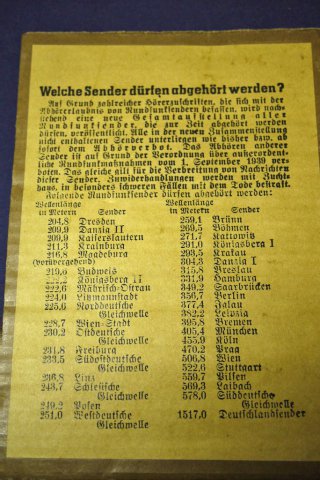 Welche Sender dürfen abgehört werden?
Auf Grund zahlreicher Hörerzuschriften, die sich mit der
Abhörerlaubnis von Rundfunksendern befassen, wird nach-
stehend eine neue Gesamtaufstellung aller
Rundfunksender, die zur Zeit abgehört werden
dürfen, veröffentlicht. Alle in der neuen Zusammenstellung
nicht enthaltenen Sender unterliegen wie bisher bzw. ab
sofort dem Abhörverbot. Das Abhören anderer
Sender ist auf Grund der Verordnung über außerordent-
liche Rundfunkmaßnahmen vom 1. September 1939 ver-
boten. Das gleiche gilt für die Verbreitung von Nachrichten
dieser Sender. Zuwiderhandlungen werden mit Zucht-
haus, in besonders schweren Fällen mit dem Tode bestraft.
Folgende Rundfunksender dürfen abgehört werden:
Wellenlänge
in Metern Sender
204,8 Dresden
209,9 Danzig II
209,9 Kaiserslautern
211,3 Krainburg
216,8 Magdeburg
(vorübergehend)
219,6 Budweis
222,2 Königsberg II
222,6 Mährisch-Ostrau
224,0 Litzmannstadt
225,6 Norddeutsche
Gleichwelle
228,7 Wien-Stadt
230,2 Ostdeutsche
Gleichwelle
231,8 Freiburg
233,5 Südostdeutsche
Gleichwelle
236,8 Linz
243,7 Schlesische
Gleichwelle
249,2 Posen
251,0 Westdeutsche
Gleichwelle
Wellenlänge
in Metern Sender
259,1 Brünn
269,5 Böhmen
271,7 Kattowitz
291,0 Königsberg I
293,5 Krakau
304,3 Danzig I
315,8 Breslau
331,9 Hamburg
349,2 Saarbrücken
356,7 Berlin
377,4 Jalau
382,2 Leipzig
395,8 Bremen
405,4 München
455,9 Köln
470,2 Prag
506,8 Wien
522,6 Stuttgart
559,7 Pilsen
569,3 Laibach
578,0 Süddeutsche
Gleichwelle
1517,0 Deutschlandsender